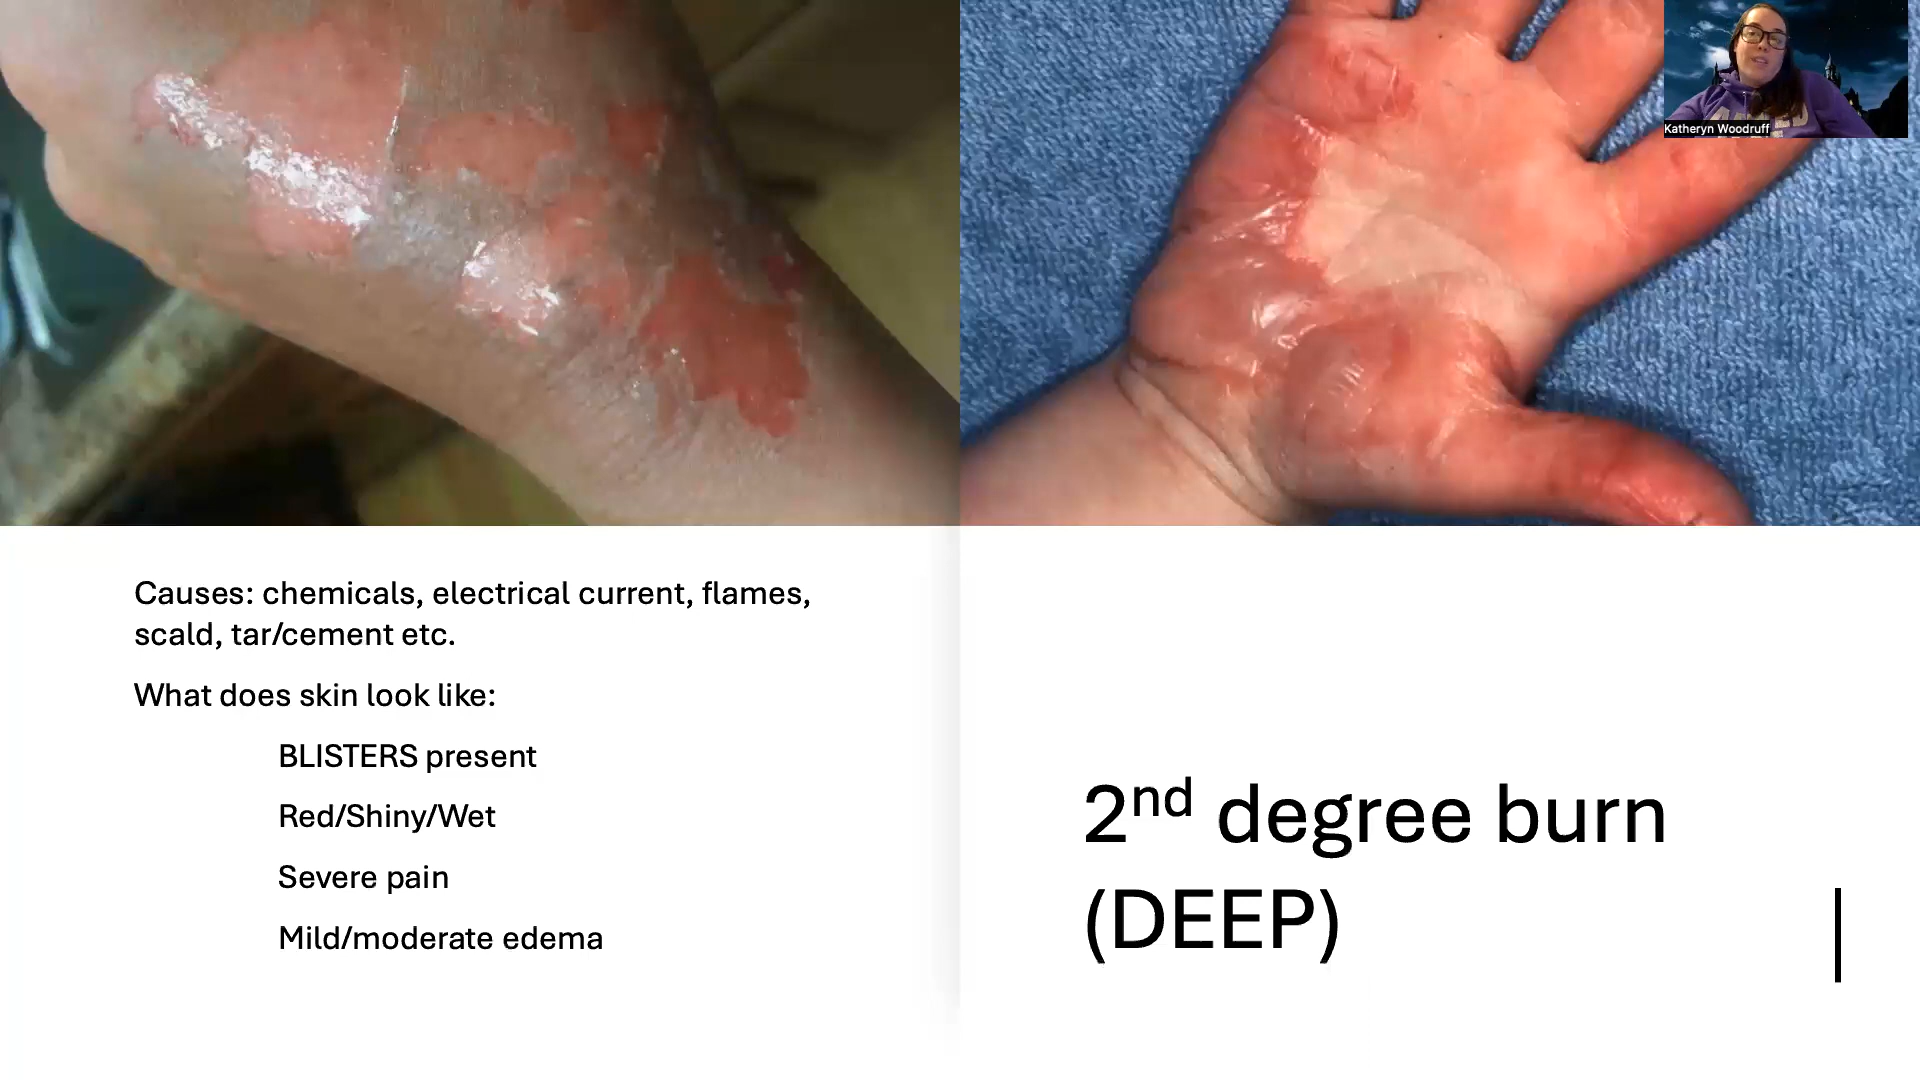 Katheryn Woodruff
Causes: chemicals, electrical current, flames,
scald, tar/cement etc.
What does skin look like:
BLISTERS present
Red/Shiny/Wet
Severe pain
Mild/moderate edema
2nd degree burn
(DEEP)